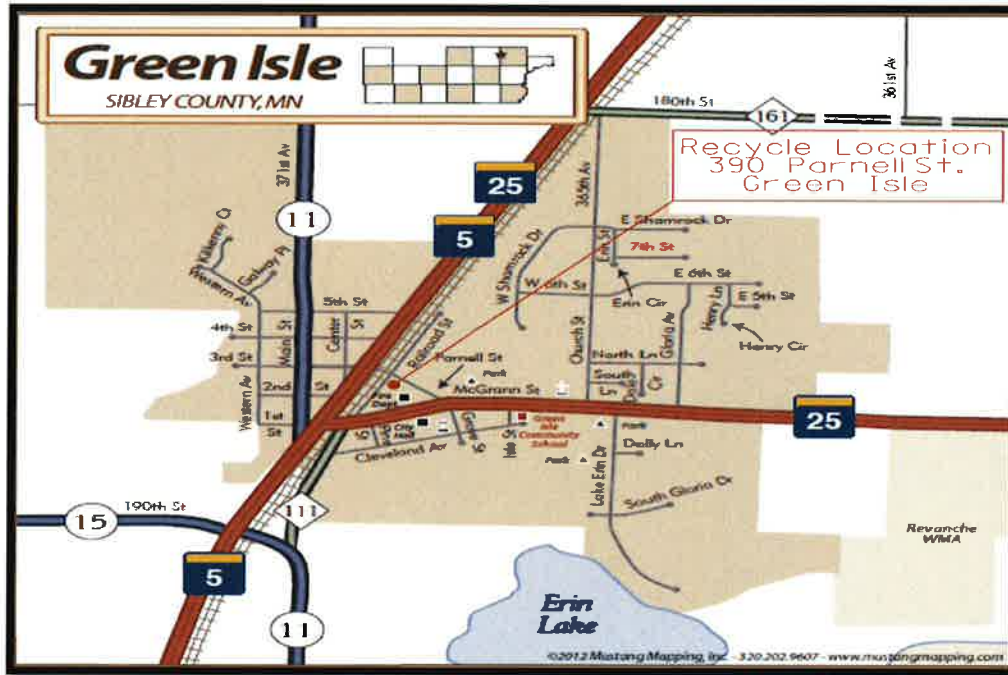 Green Isle
SIBLEY COUNTY, MN
180th St
161
361st Av
Recycle Location
390 Parnell St.
Green Isle
371st Av
25
365th Av
11
5
E Shamrock Dr
7th St
Erin St
W Shamrock Dr
Kilkenny Ct
Galway Pl
Western Av
E 6th St
W 6th St
Erin Cir
Henry Ln
E 5th St
Henry Cir
5th St
4th St
Main St
Center St
Railroad St
Church St
Gloria Av
3rd St
Parnell St
Park
North Ln
South Ln
Cir
2nd St
McGrann St
Western Av
Fire Dept
1st St
City Hall
Cleveland Av
Isle St
Green Isle Community School
Park
25
Park
Dolly Ln
Lake Erin Dr
South Gloria Dr
190th St
15
111
Revanche
WMA
5
11
Erin
Lake
©2012 Mustang Mapping, Inc - 320.202.9607 - www.mustangmapping.com